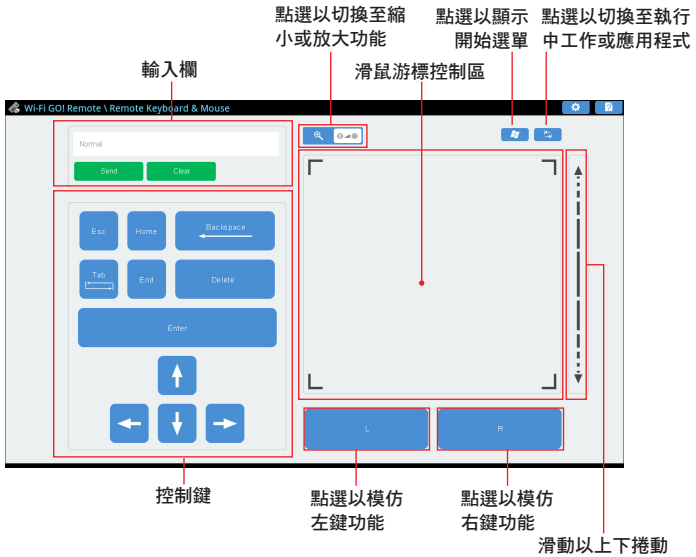 點選以切換至縮
小或放大功能
點選以顯示
開始選單
點選以切換至執行
中工作或應用程式
輸入欄
滑鼠游標控制區
Wi-Fi GO! Remote \ Remote Keyboard & Mouse
Normal
Send
Clear
Esc
Home
Backspace
Tab
End
Delete
Enter
L
R
控制鍵
點選以模仿
左鍵功能
點選以模仿
右鍵功能
滑動以上下捲動